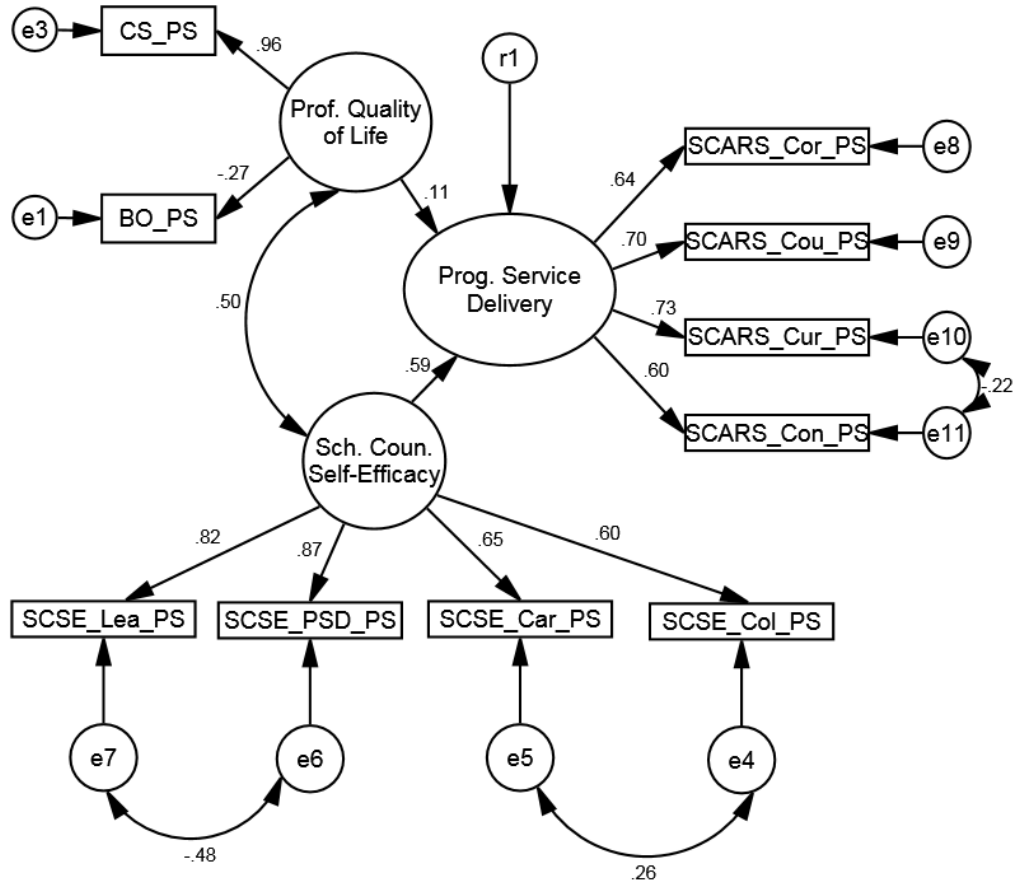 e3
CS_PS
.96
r1
Prof. Quality
of Life
SCARS_Cor_PS
e8
-.27
.11
.64
e1
BO_PS
.70
SCARS_Cou_PS
e9
Prog. Service
Delivery
.50
.73
SCARS_Cur_PS
e10
.59
.60
-.22
SCARS_Con_PS
e11
Sch. Coun.
Self-Efficacy
.82
.87
.65
.60
SCSE_Lea_PS
SCSE_PSD_PS
SCSE_Car_PS
SCSE_Col_PS
e7
e6
e5
e4
-.48
.26